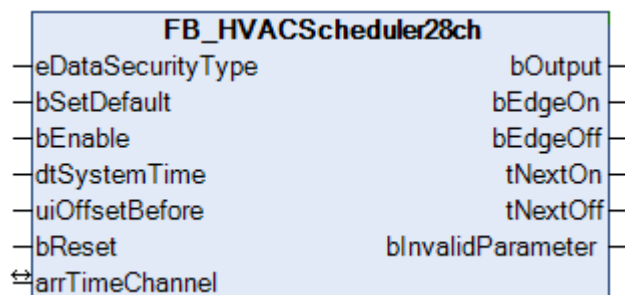 FB_HVACScheduler28ch
eDataSecurityType bOutput
bSetDefault bEdgeOn
bEnable bEdgeOff
dtSystemTime tNextOn
uiOffsetBefore tNextOff
bReset bInvalidParameter
arrTimeChannel